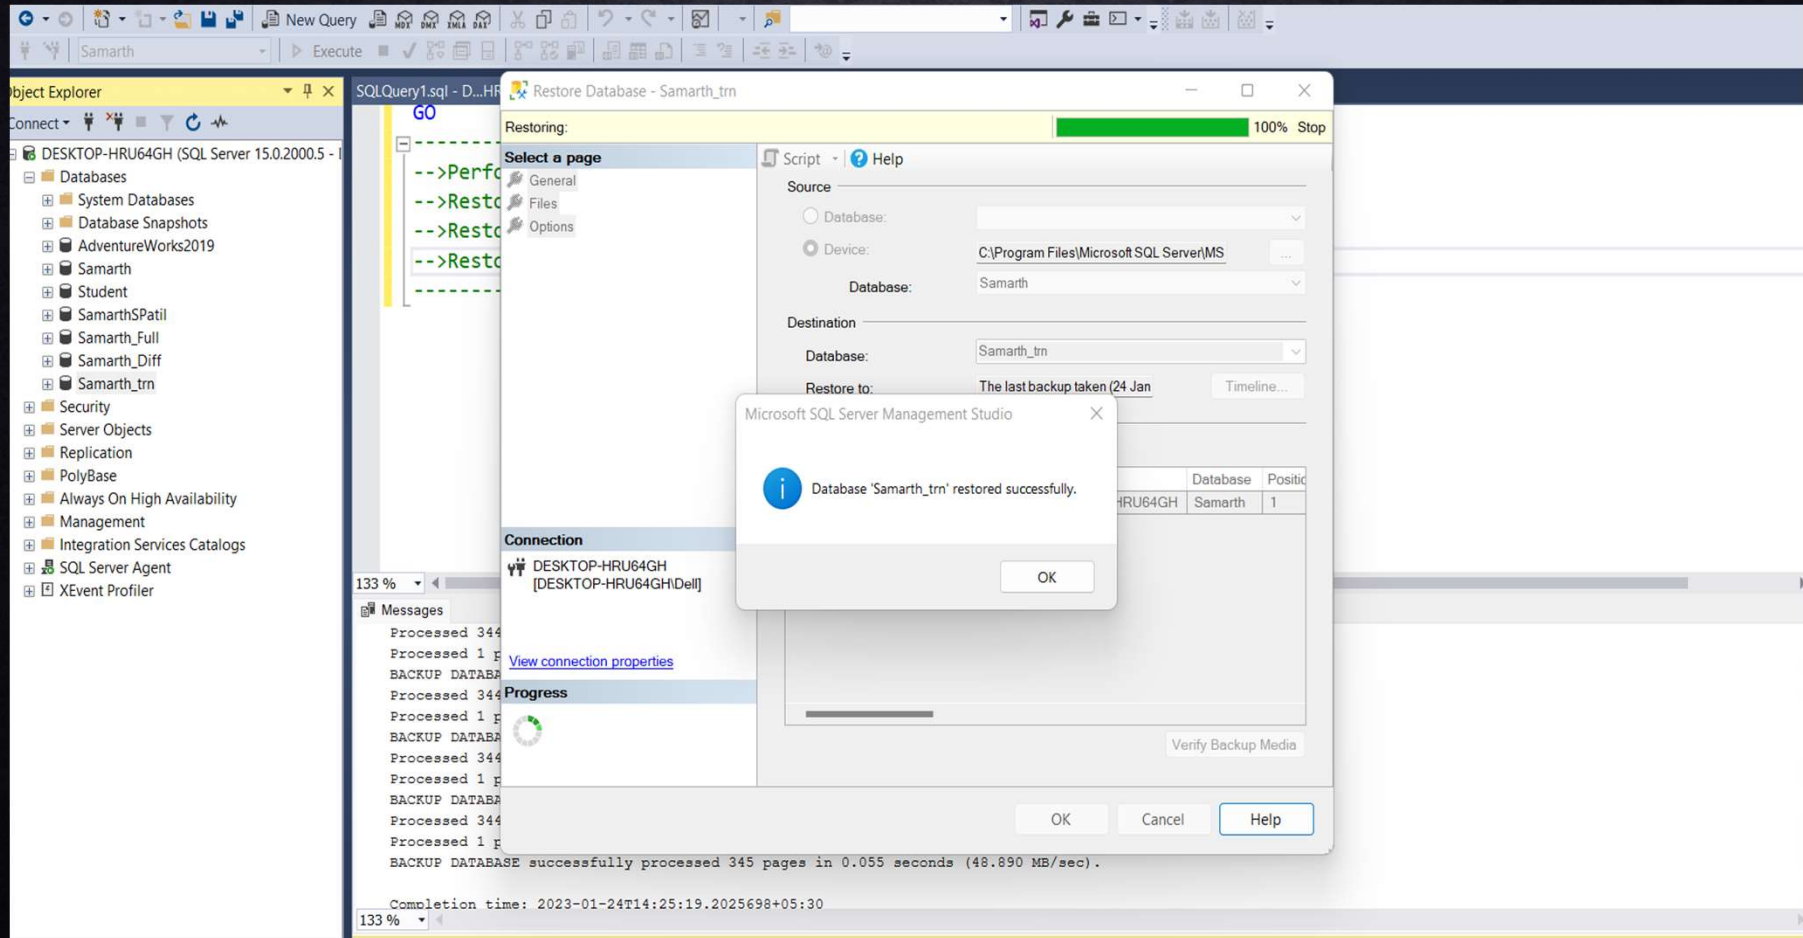 New Query
MDX
DMX
XMLA
DAX
Samarth
Execute
bject Explorer
SQLQuery1.sql - D...HR
Connect
DESKTOP-HRU64GH (SQL Server 15.0.2000.5 -
Databases
System Databases
Database Snapshots
AdventureWorks2019
Samarth
Student
SamarthSPatil
Samarth_Full
Samarth_Diff
Samarth_trn
Security
Server Objects
Replication
PolyBase
Always On High Availability
Management
Integration Services Catalogs
SQL Server Agent
XEvent Profiler
GO
-->Perfo
-->Resto
-->Resto
-->Resto
133 %
Restore Database - Samarth_trn
Restoring:
100% Stop
Select a page
General
Files
Options
Script
Help
Source
Database:
Device:
C:\Program Files\Microsoft SQL Server\MS
...
Database:
Samarth
Destination
Database:
Samarth_trn
Restore to:
The last backup taken (24 Jan
Timeline...
Database Positio
HRU64GH Samarth 1
Microsoft SQL Server Management Studio
Database 'Samarth_trn' restored successfully.
OK
Connection
DESKTOP-HRU64GH
[DESKTOP-HRU64GH\Dell]
View connection properties
Progress
Verify Backup Media
OK
Cancel
Help
Messages
Processed 344
Processed 1 p
BACKUP DATABA
Processed 344
Processed 1 p
BACKUP DATABA
Processed 344
Processed 1 p
BACKUP DATABA
Processed 344
Processed 1 p
BACKUP DATABASE successfully processed 345 pages in 0.055 seconds (48.890 MB/sec).
Completion time: 2023-01-24T14:25:19.2025698+05:30
133 %